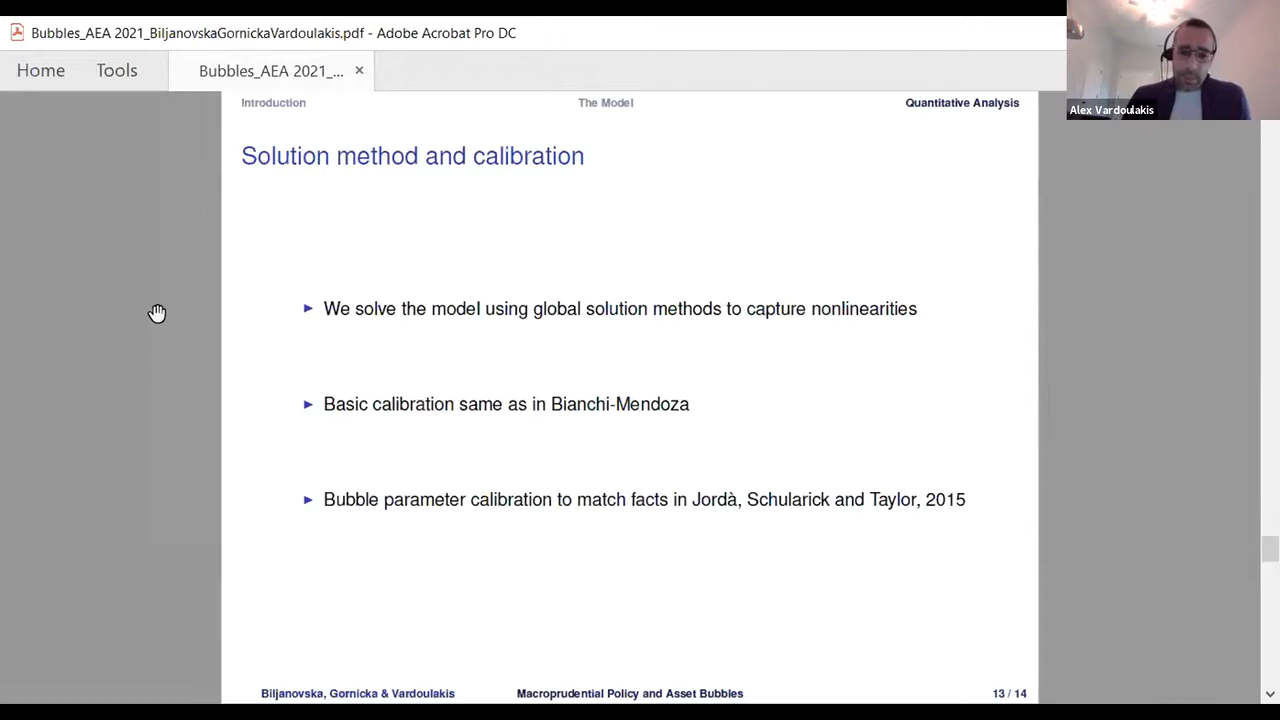 Bubbles_AEA 2021_BiljanovskaGornickaVardoulakis.pdf - Adobe Acrobat Pro DC
Home Tools Bubbles_AEA 2021_... ×
Alex Vardoulakis
Introduction The Model Quantitative Analysis
Solution method and calibration
► We solve the model using global solution methods to capture nonlinearities
► Basic calibration same as in Bianchi-Mendoza
► Bubble parameter calibration to match facts in Jordà, Schularick and Taylor, 2015
Biljanovska, Gornicka & Vardoulakis Macroprudential Policy and Asset Bubbles 13 / 14